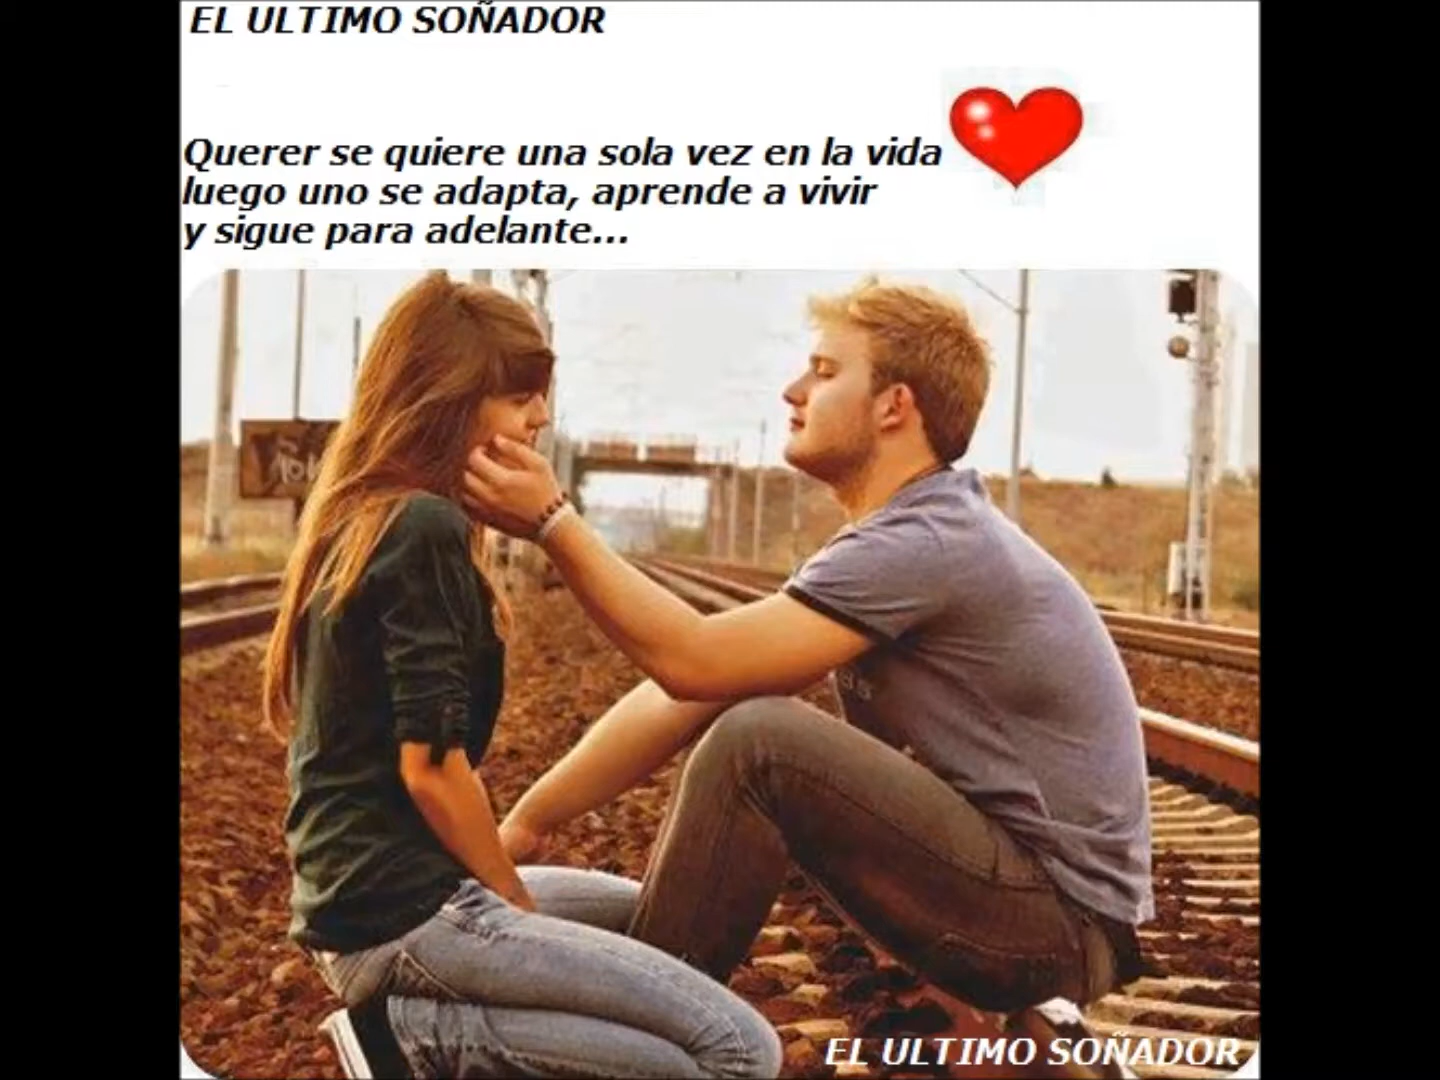 EL ULTIMO SOÑADOR
Querer se quiere una sola vez en la vida
luego uno se adapta, aprende a vivir
y sigue para adelante...
EL ULTIMO SOÑADOR